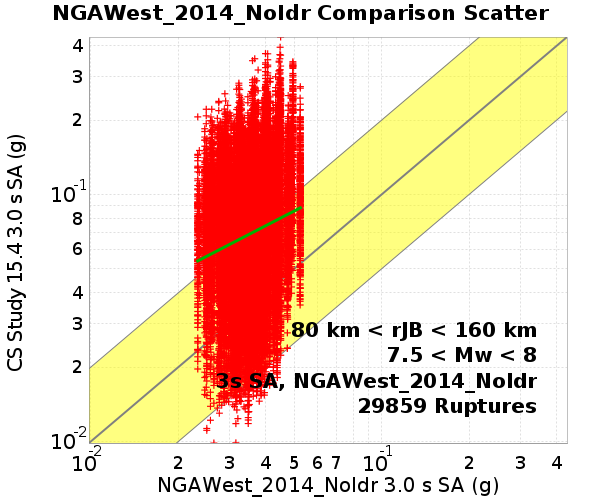 NGAWest_2014_NoIdr Comparison Scatter
CS Study 15.4 3.0 s SA (g)
4
3
2
10^-1
8
6
4
3
2
10^-2
80 km < rJB < 160 km
7.5 < Mw < 8
3s SA, NGAWest_2014_NoIdr
29859 Ruptures
10^-2 2 3 4 5 6 7 10^-1 2 3 4
NGAWest_2014_NoIdr 3.0 s SA (g)